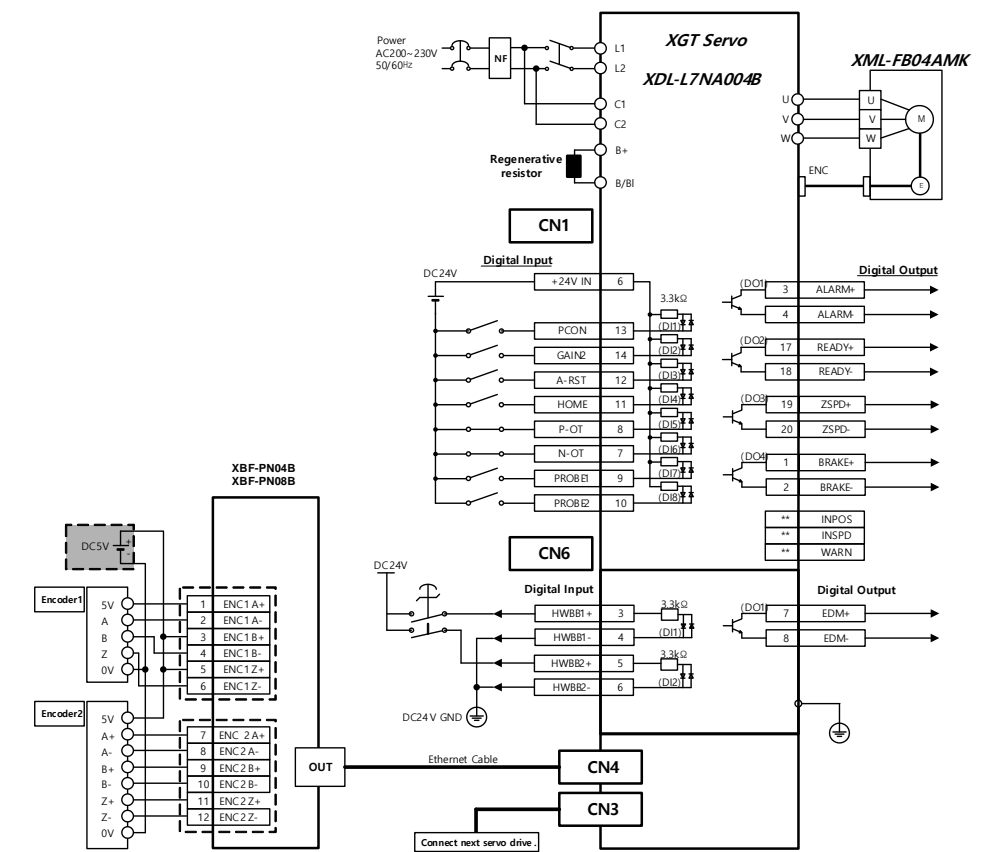 Power
AC200~230V
50/60Hz
NF
L1
L2
C1
C2
B+
B/BI
Regenerative
resistor
XGT Servo
XDL-L7NA004B
XML-FB04AMK
U
V
W
U
V
W
M
ENC
E
CN1
Digital Input
DC24V
+24V IN 6
3.3kΩ
PCON 13 (DI1)
GAIN2 14 (DI2)
A-RST 12 (DI3)
HOME 11 (DI4)
P-OT 8 (DI5)
N-OT 7 (DI6)
PROBE1 9 (DI7)
PROBE2 10 (DI8)
Digital Output
(DO1) 3 ALARM+
4 ALARM-
(DO2) 17 READY+
18 READY-
(DO3) 19 ZSPD+
20 ZSPD-
(DO4) 1 BRAKE+
2 BRAKE-
** INPOS
** INSPD
** WARN
CN6
DC24V
Digital Input
HWBB1+ 3 3.3kΩ
HWBB1- 4 (DI1)
HWBB2+ 5 3.3kΩ
HWBB2- 6 (DI2)
DC24V GND
Digital Output
(DO1) 7 EDM+
8 EDM-
XBF-PN04B
XBF-PN08B
DC5V + -
Encoder1
5V
A
B
Z
0V
1 ENC1 A+
2 ENC1 A-
3 ENC1 B+
4 ENC1 B-
5 ENC1 Z+
6 ENC1 Z-
Encoder2
5V
A+
A-
B+
B-
Z+
Z-
0V
7 ENC 2 A+
8 ENC2 A-
9 ENC2 B+
10 ENC2 B-
11 ENC2 Z+
12 ENC2 Z-
OUT
Ethernet Cable
CN4
CN3
Connect next servo drive .